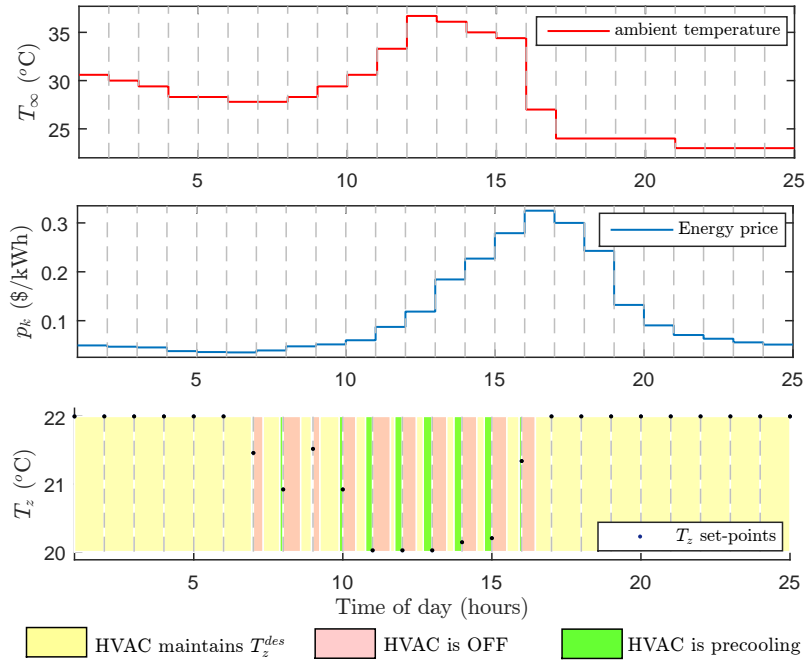 35
30
25
T∞ (°C)
ambient temperature
5 10 15 20 25
0.3
0.2
0.1
p_k ($/kWh)
Energy price
5 10 15 20 25
22
21
20
T_z (°C)
T_z set-points
5 10 15 20 25
Time of day (hours)
HVAC maintains T_z^des HVAC is OFF HVAC is precooling